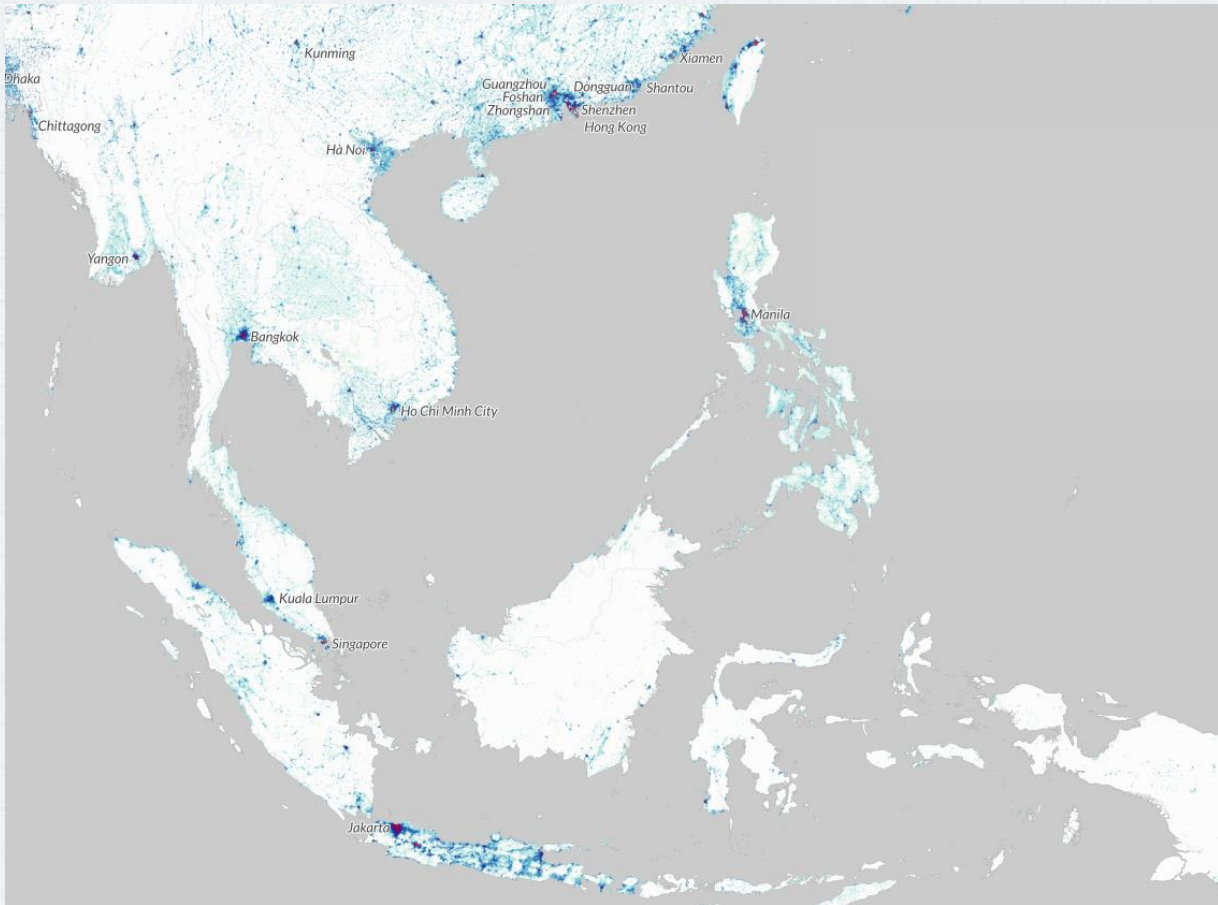 Kunming
Xiamen
Dhaka
Guangzhou
Dongguan
Shantou
Foshan
Zhongshan
Shenzhen
Chittagong
Hong Kong
Hà Noi
Yangon
Manila
Bangkok
Ho Chi Minh City
Kuala Lumpur
Singapore
Jakarta